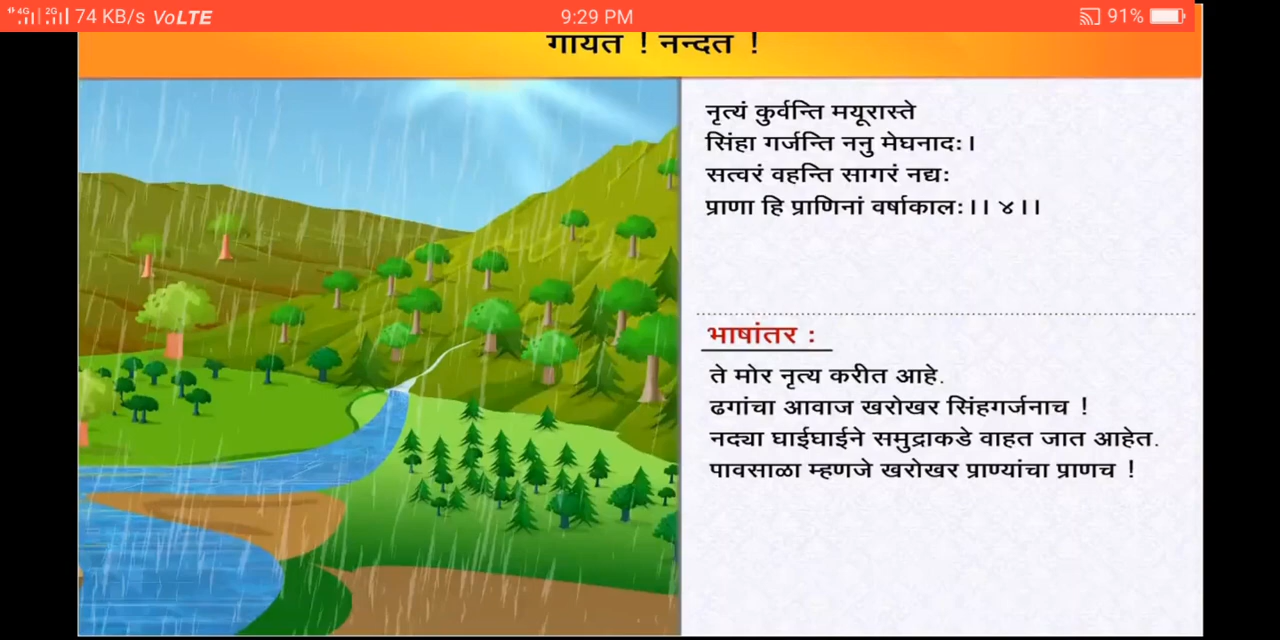 4G 2G 74 KB/s VoLTE 9:29 PM 91%
गायत ! नन्दत !
नृत्यं कुर्वन्ति मयूरास्ते
सिंहा गर्जन्ति ननु मेघनादः।
सत्वरं वहन्ति सागरं नद्यः
प्राणा हि प्राणिनां वर्षाकालः।। ४।।
भाषांतर :
ते मोर नृत्य करीत आहे.
ढगांचा आवाज खरोखर सिंहगर्जनाच !
नद्या घाईघाईने समुद्राकडे वाहत जात आहेत.
पावसाळा म्हणजे खरोखर प्राण्यांचा प्राणच !